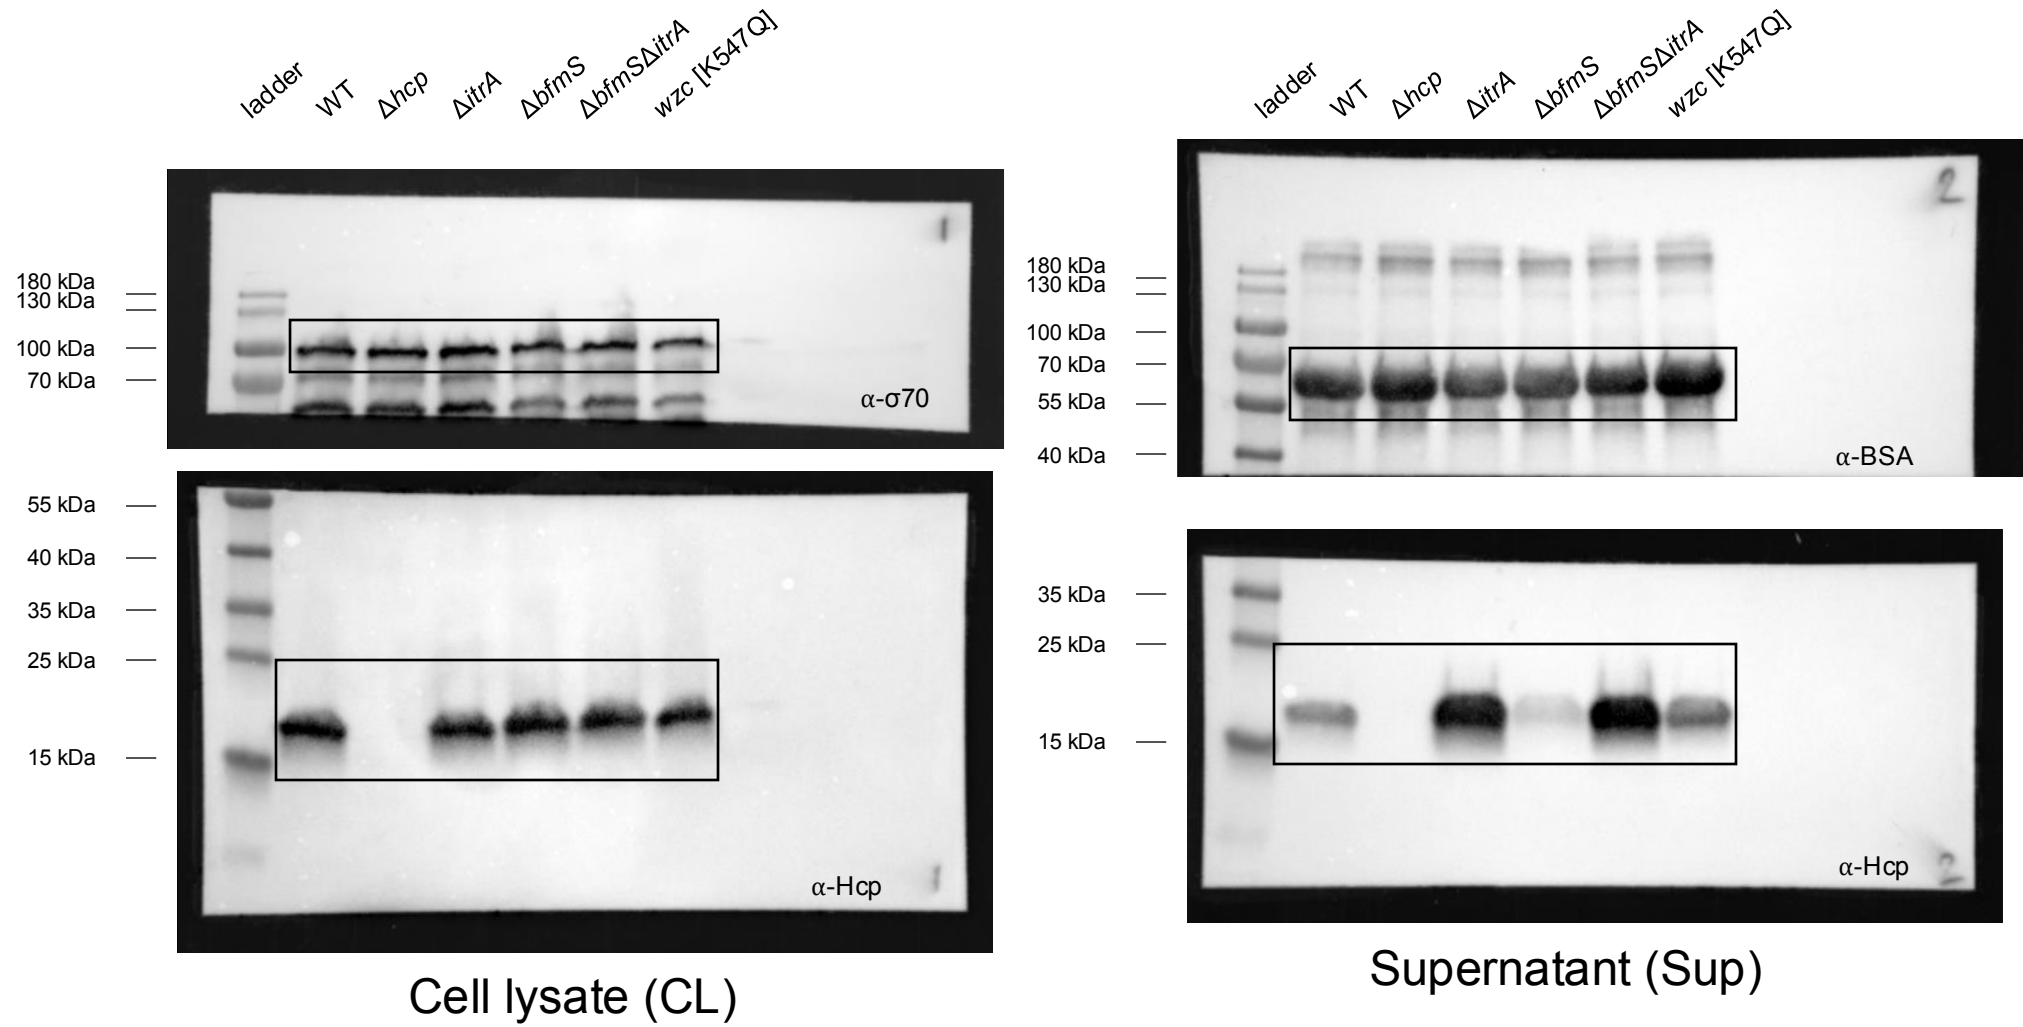 ladder WT Δhcp ΔitrA ΔbfmS ΔbfmSΔitrA wzc [K547Q]
1
180 kDa
130 kDa
100 kDa
70 kDa
α-σ70
55 kDa
40 kDa
35 kDa
25 kDa
15 kDa
α-Hcp
1
Cell lysate (CL)
ladder WT Δhcp ΔitrA ΔbfmS ΔbfmSΔitrA wzc [K547Q]
2
180 kDa
130 kDa
100 kDa
70 kDa
55 kDa
40 kDa
α-BSA
35 kDa
25 kDa
15 kDa
α-Hcp
2
Supernatant (Sup)